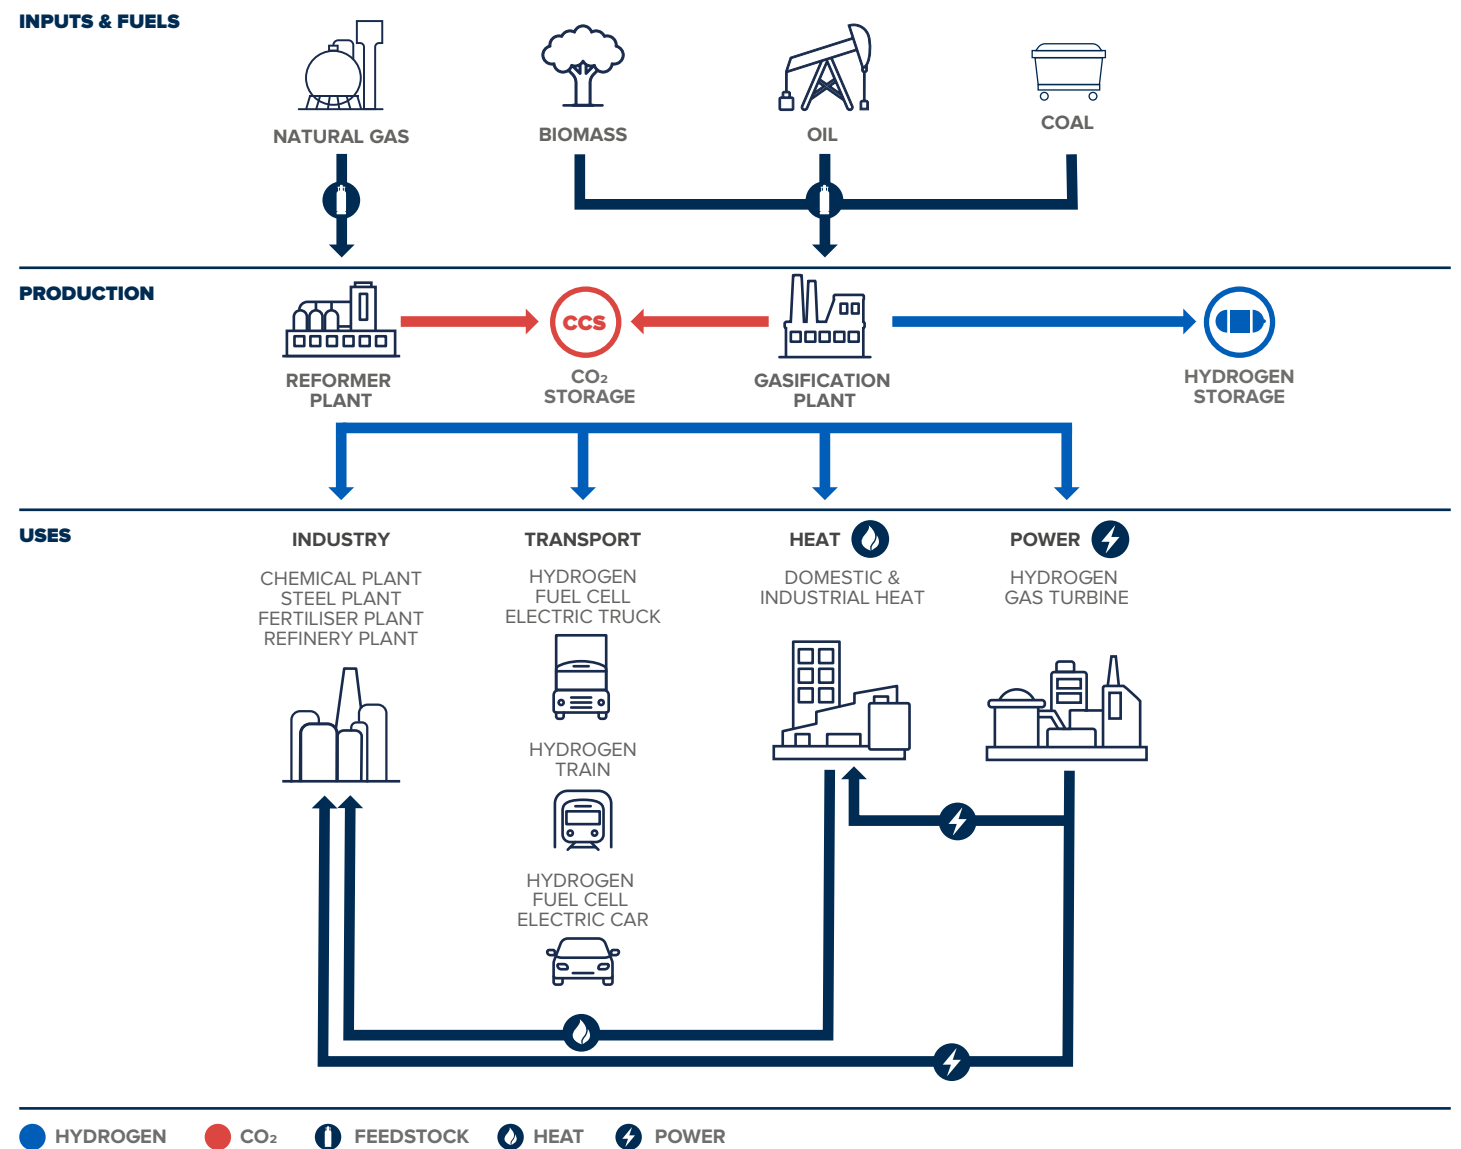 INPUTS & FUELS
NATURAL GAS
BIOMASS
OIL
COAL
PRODUCTION
CCS
REFORMER
PLANT
CO₂
STORAGE
GASIFICATION
PLANT
HYDROGEN
STORAGE
USES
INDUSTRY
CHEMICAL PLANT
STEEL PLANT
FERTILISER PLANT
REFINERY PLANT
TRANSPORT
HYDROGEN
FUEL CELL
ELECTRIC TRUCK
HYDROGEN
TRAIN
HYDROGEN
FUEL CELL
ELECTRIC CAR
HEAT
DOMESTIC &
INDUSTRIAL HEAT
POWER
HYDROGEN
GAS TURBINE
HYDROGEN
CO₂
FEEDSTOCK
HEAT
POWER